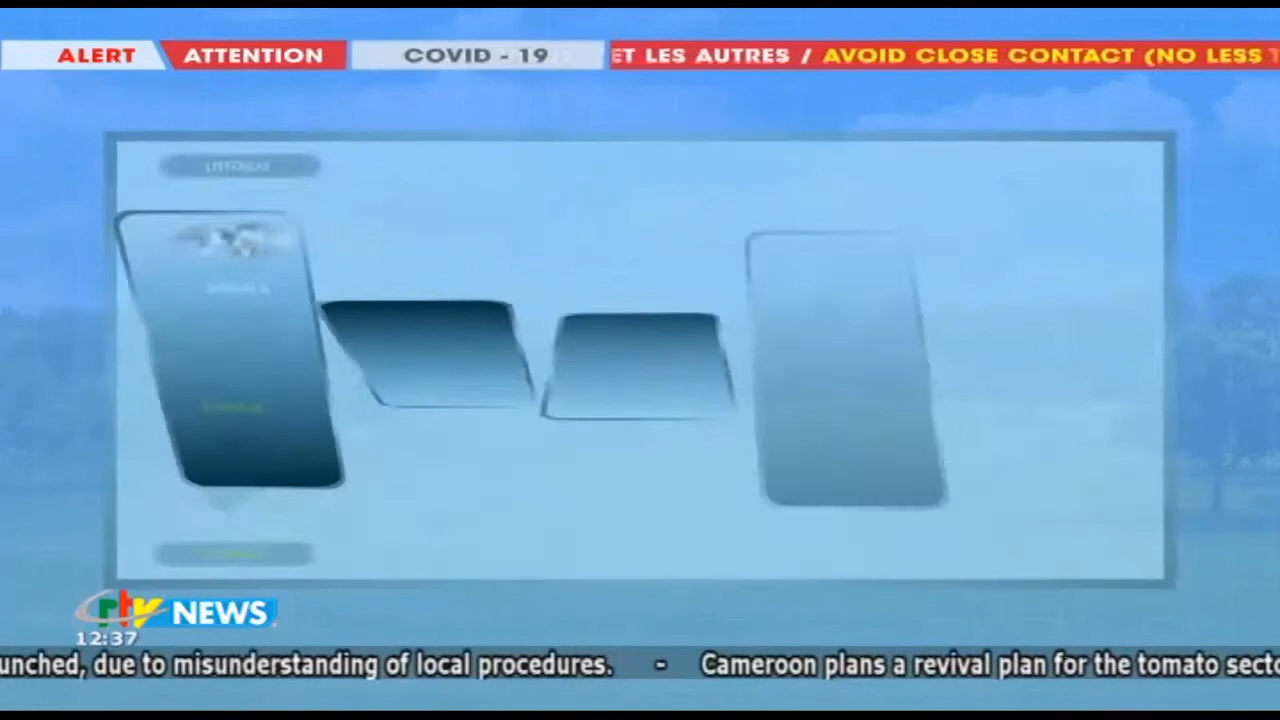 ALERT ATTENTION COVID - 19 ET LES AUTRES / AVOID CLOSE CONTACT (NO LESS
rtv NEWS
12:37
unched, due to misunderstanding of local procedures. - Cameroon plans a revival plan for the tomato secto